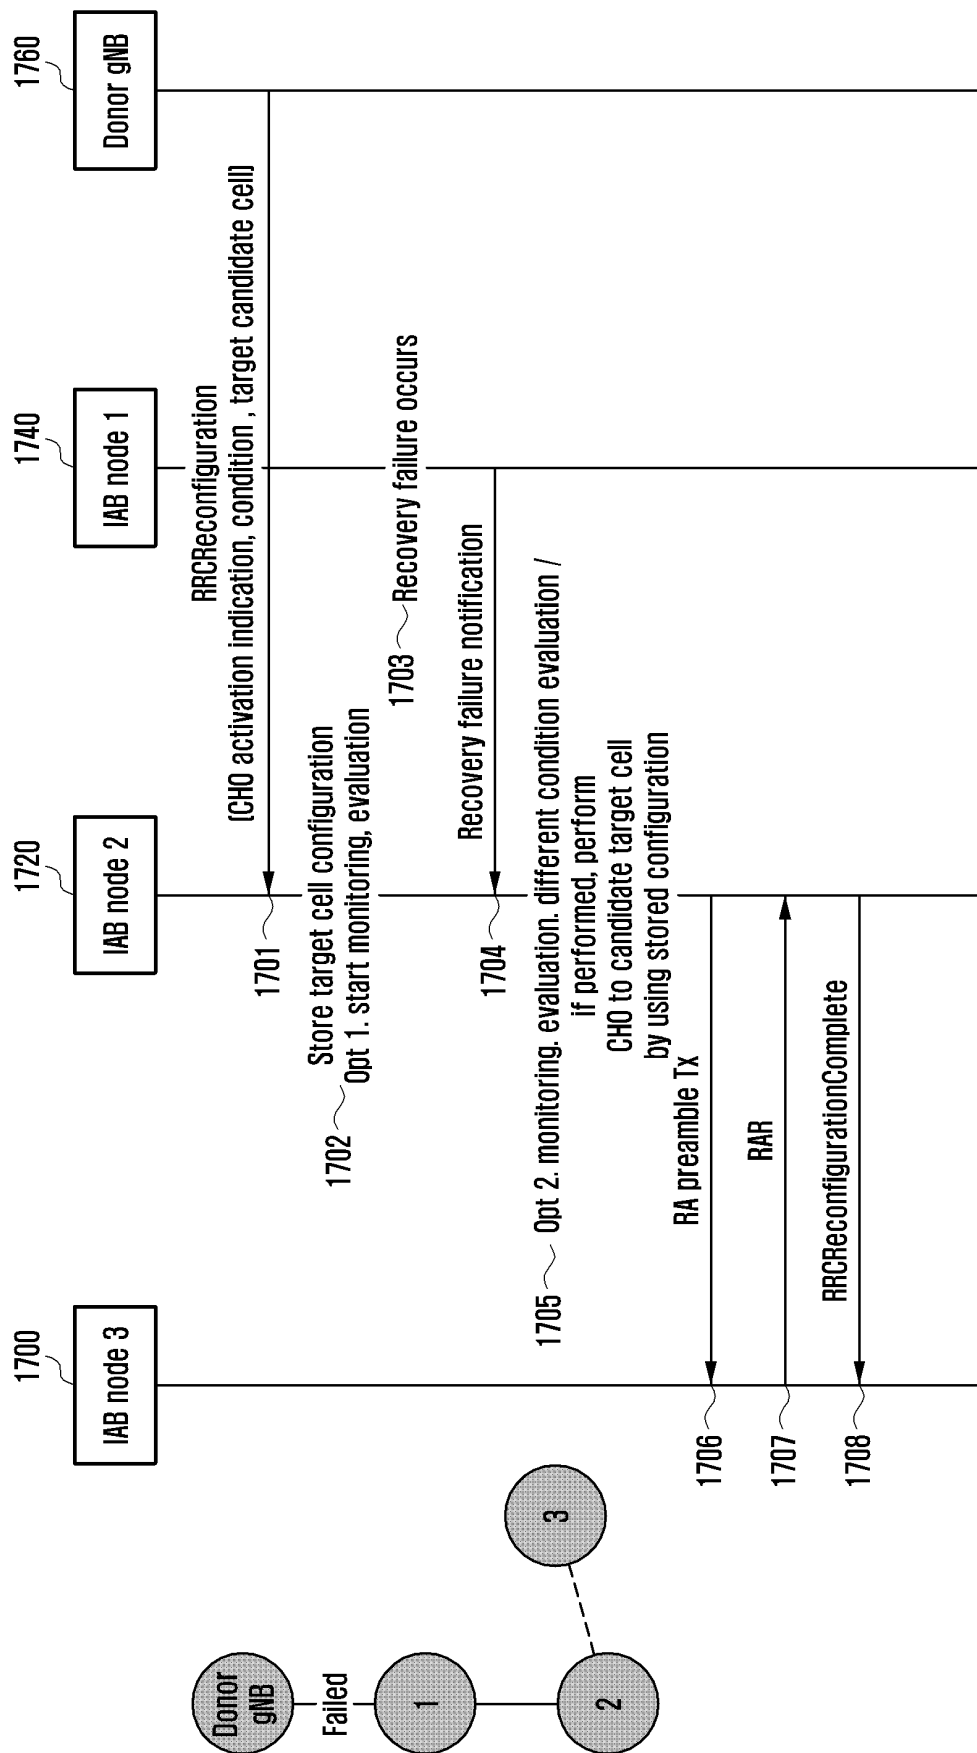 Donor
gNB
Failed
1
2
3
1700
IAB node 3
1720
IAB node 2
1740
IAB node 1
1760
Donor gNB
RRCReconfiguration
(CHO activation indication, condition , target candidate cell)
1701
Store target cell configuration
1702
Opt 1. start monitoring, evaluation
1703
Recovery failure occurs
Recovery failure notification
1704
1705
Opt 2. monitoring. evaluation. different condition evaluation /
if performed, perform
CHO to candidate target cell
by using stored configuration
RA preamble Tx
1706
RAR
1707
RRCReconfigurationComplete
1708